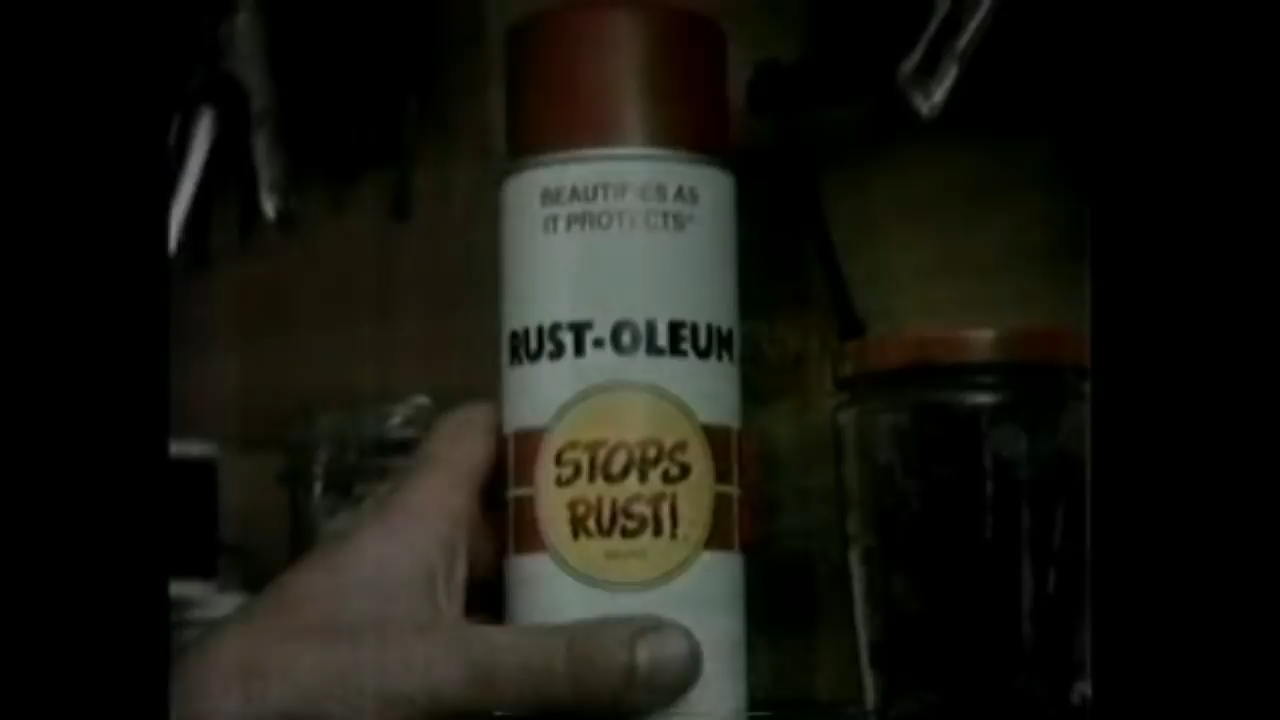 BEAUTIFIES AS
IT PROTECTS®
RUST-OLEUM
STOPS
RUST!